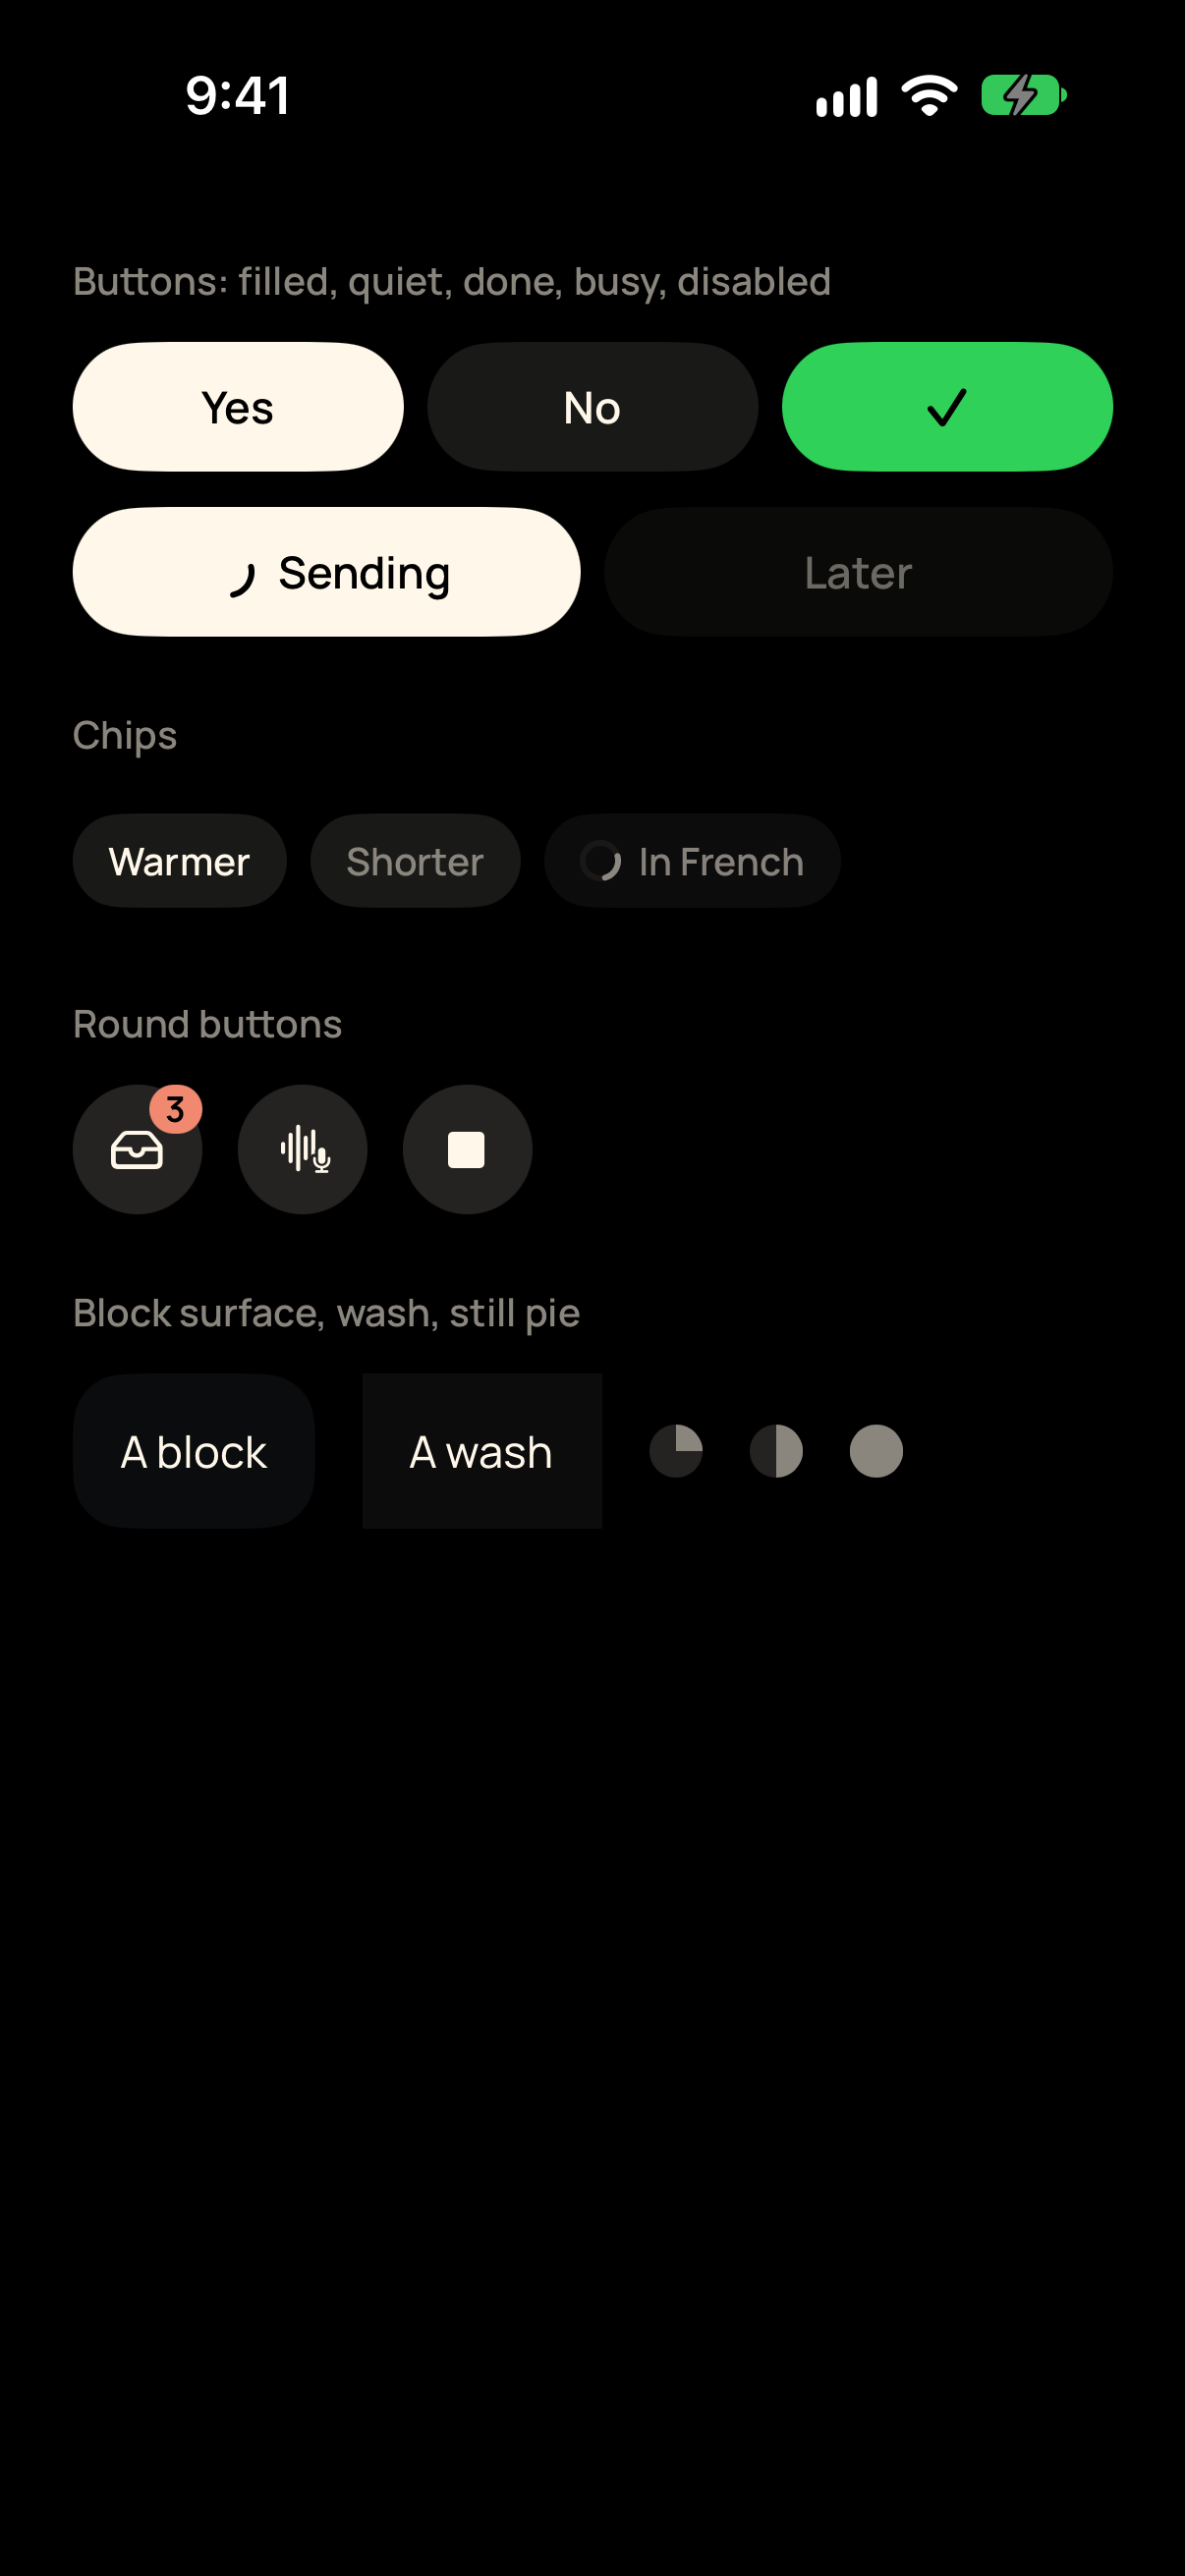 9:41
Buttons: filled, quiet, done, busy, disabled
Yes No
Sending Later
Chips
Warmer Shorter In French
Round buttons
3
Block surface, wash, still pie
A block A wash